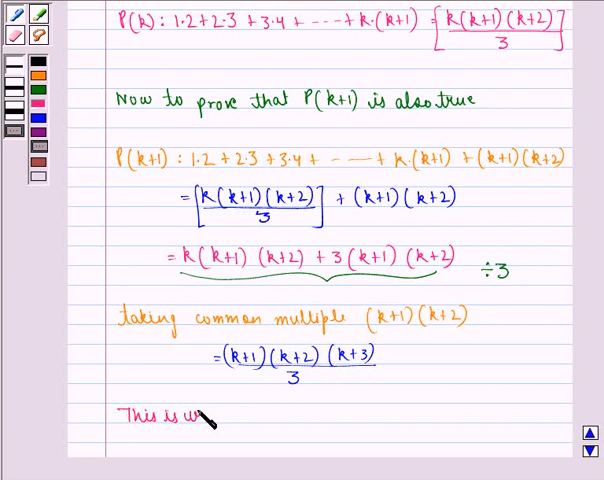 P(k) : 1·2 + 2·3 + 3·4 + ----- + k·(k+1) = [k(k+1)(k+2)/3]
Now to prove that P(k+1) is also true
P(k+1) : 1·2 + 2·3 + 3·4 + - —— + k·(k+1) + (k+1)(k+2)
= [k(k+1)(k+2)/3] + (k+1)(k+2)
= k(k+1)(k+2) + 3(k+1)(k+2) ÷3
taking common multiple (k+1)(k+2)
= (k+1)(k+2)(k+3)/3
This is w